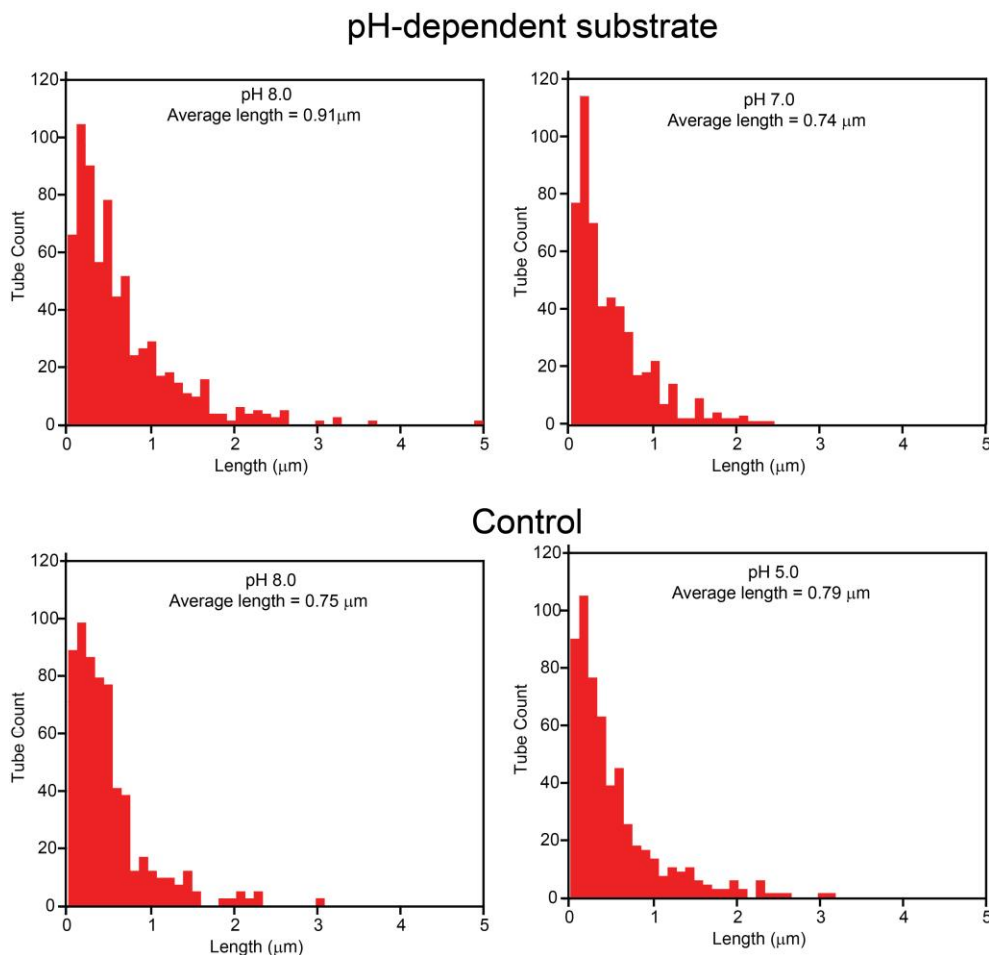 pH-dependent substrate
pH 8.0
Average length = 0.91μm
120
100
80
60
40
20
0
Tube Count
0 1 2 3 4 5
Length (μm)
pH 7.0
Average length = 0.74 μm
120
100
80
60
40
20
0
Tube Count
0 1 2 3 4 5
Length (μm)
Control
pH 8.0
Average length = 0.75 μm
120
100
80
60
40
20
0
Tube Count
0 1 2 3 4 5
Length (μm)
pH 5.0
Average length = 0.79 μm
120
100
80
60
40
20
0
Tube Count
0 1 2 3 4 5
Length (μm)